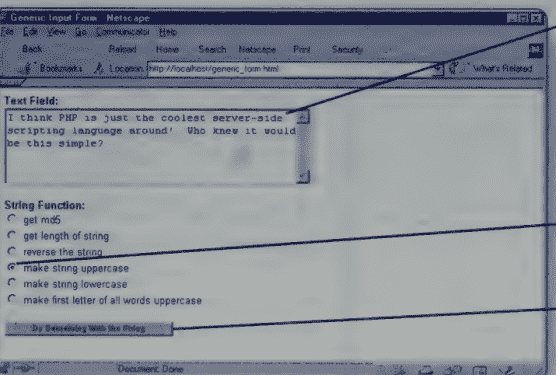 Generic Input Form Netscape
File Edit View Go Communicator Help
Back Reload Home Search Netscape Print Security
Bookmarks Location: http://localhost/generic_form.html What's Related
Text Field:
I think PHP is just the coolest server-side
scripting language around' Who knew it would
be this simple?
String Function:
get md5
get length of string
reverse the string
make string uppercase
make string lowercase
make first letter of all words uppercase
Do Something With the String
Document Done